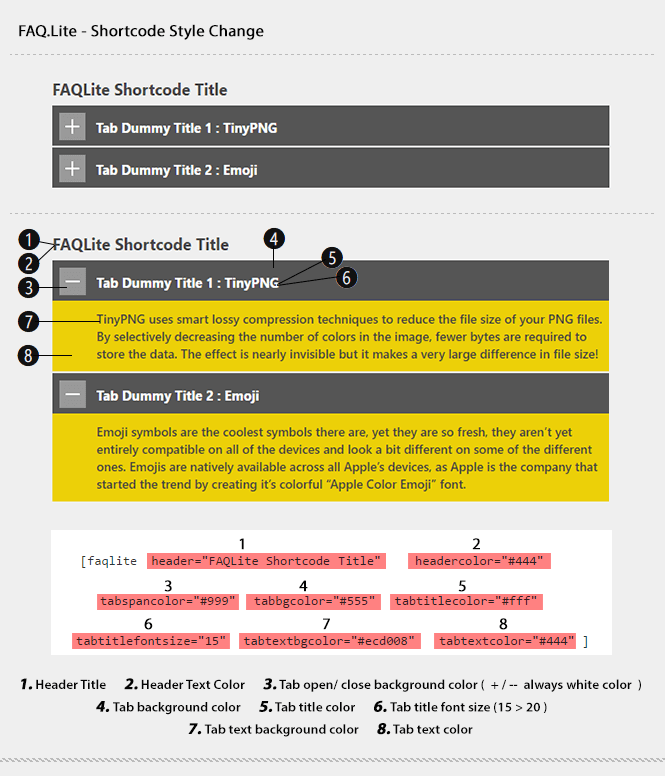 FAQ.Lite - Shortcode Style Change
FAQLite Shortcode Title
Tab Dummy Title 1 : TinyPNG
Tab Dummy Title 2 : Emoji
1
FAQLite Shortcode Title
4
2
5
3
Tab Dummy Title 1 : TinyPNG
6
7
TinyPNG uses smart lossy compression techniques to reduce the file size of your PNG files.
By selectively decreasing the number of colors in the image, fewer bytes are required to
8
store the data. The effect is nearly invisible but it makes a very large difference in file size!
Tab Dummy Title 2 : Emoji
Emoji symbols are the coolest symbols there are, yet they are so fresh, they aren't yet
entirely compatible on all of the devices and look a bit different on some of the different
ones. Emojis are natively available across all Apple's devices, as Apple is the company that
started the trend by creating it's colorful "Apple Color Emoji" font.
1 2
[faqlite header="FAQLite Shortcode Title" headercolor="#444"
3 4 5
tabspancolor="#999" tabbgcolor="#555" tabtitlecolor="#fff"
6 7 8
tabtitlefontsize="15" tabtextbgcolor="#ecd008" tabtextcolor="#444" ]
1. Header Title 2. Header Text Color 3. Tab open/ close background color ( + / -- always white color )
4. Tab background color 5. Tab title color 6. Tab title font size (15 > 20 )
7. Tab text background color 8. Tab text color